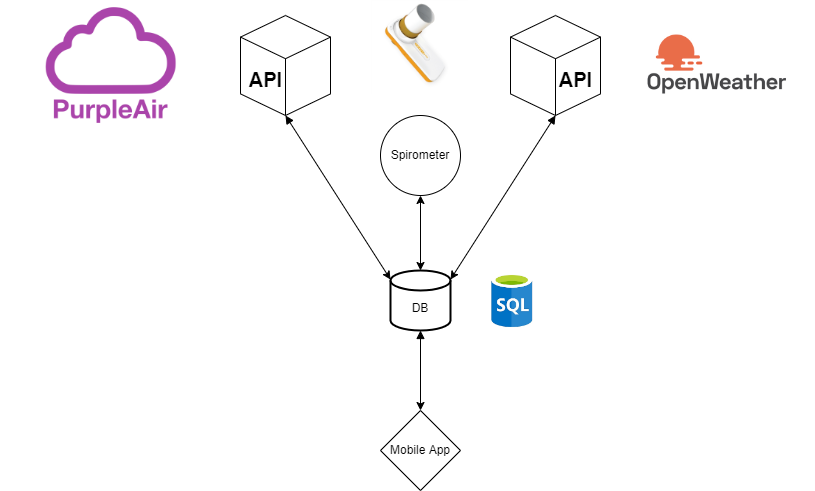 PurpleAir
API
API
OpenWeather
Spirometer
DB
SQL
Mobile App